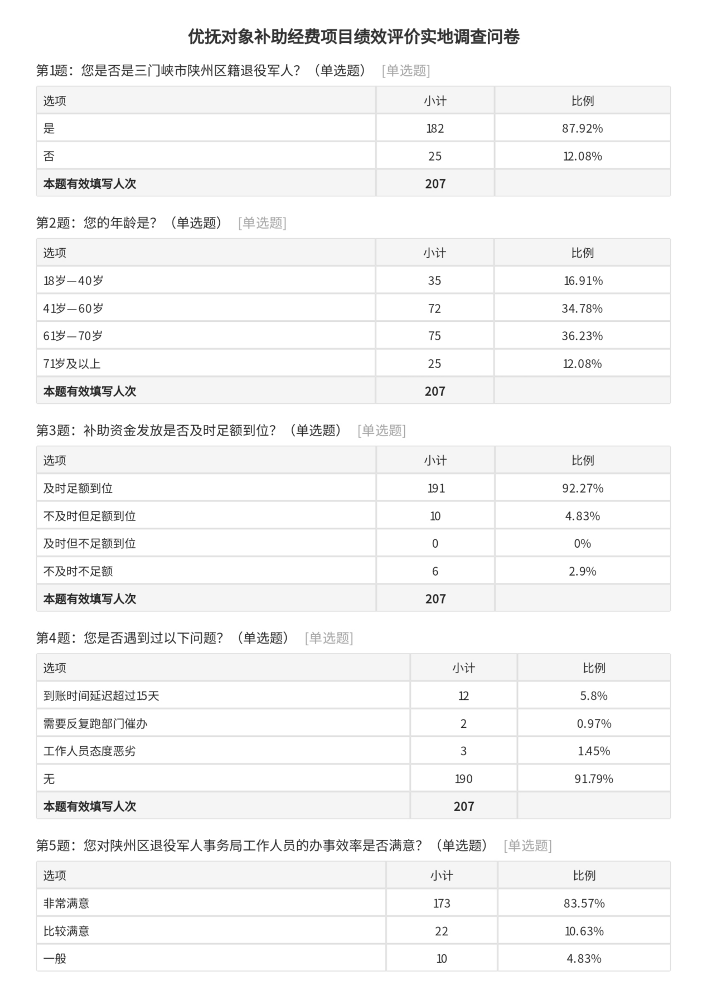 优抚对象补助经费项目绩效评价实地调查问卷
第1题：您是否是三门峡市陕州区籍退役军人？（单选题） [单选题]
选项 小计 比例
是 182 87.92%
否 25 12.08%
本题有效填写人次 207
第2题：您的年龄是？（单选题） [单选题]
选项 小计 比例
18岁—40岁 35 16.91%
41岁—60岁 72 34.78%
61岁—70岁 75 36.23%
71岁及以上 25 12.08%
本题有效填写人次 207
第3题：补助资金发放是否及时足额到位？（单选题） [单选题]
选项 小计 比例
及时足额到位 191 92.27%
不及时但足额到位 10 4.83%
及时但不足额到位 0 0%
不及时不足额 6 2.9%
本题有效填写人次 207
第4题：您是否遇到过以下问题？（单选题） [单选题]
选项 小计 比例
到账时间延迟超过15天 12 5.8%
需要反复跑部门催办 2 0.97%
工作人员态度恶劣 3 1.45%
无 190 91.79%
本题有效填写人次 207
第5题：您对陕州区退役军人事务局工作人员的办事效率是否满意？（单选题） [单选题]
选项 小计 比例
非常满意 173 83.57%
比较满意 22 10.63%
一般 10 4.83%